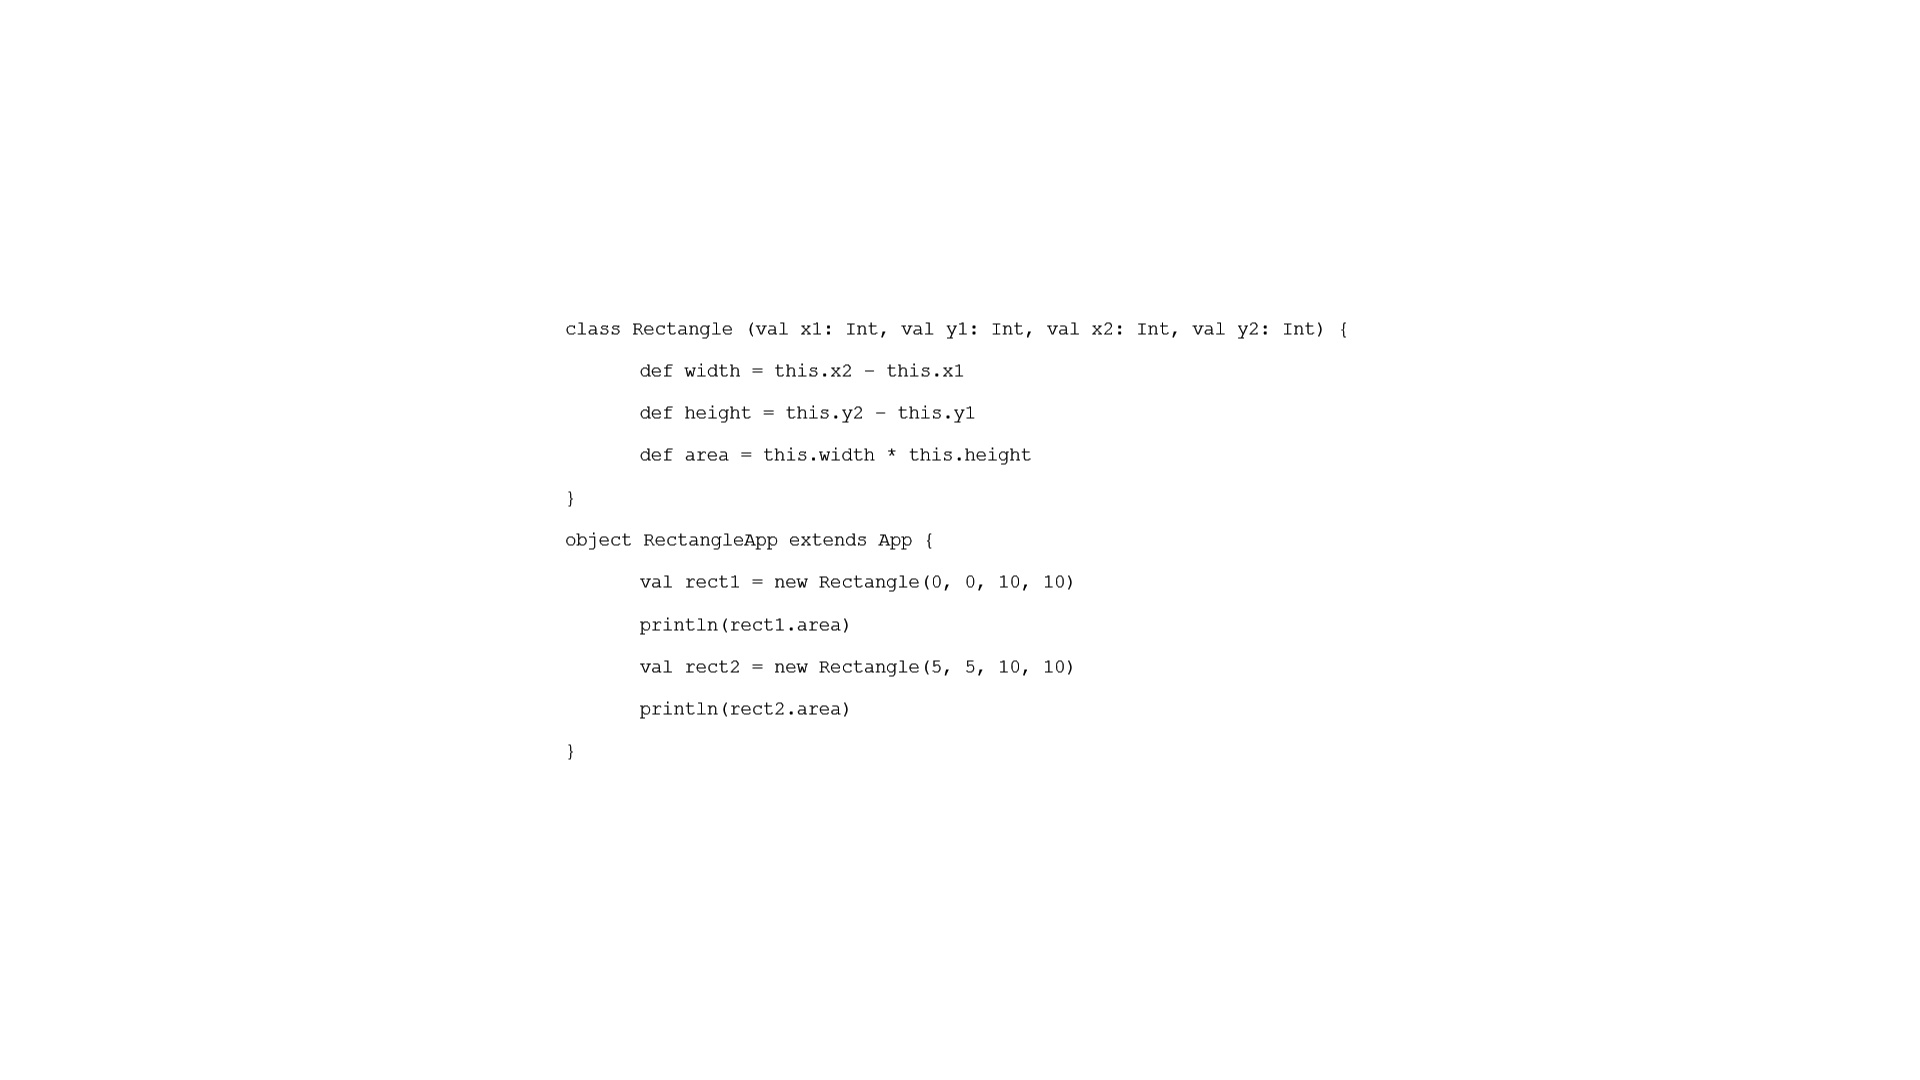 class Rectangle (val x1: Int, val y1: Int, val x2: Int, val y2: Int) {
def width = this.x2 – this.x1
def height = this.y2 – this.y1
def area = this.width * this.height
}
object RectangleApp extends App {
val rect1 = new Rectangle(0, 0, 10, 10)
println(rect1.area)
val rect2 = new Rectangle(5, 5, 10, 10)
println(rect2.area)
}